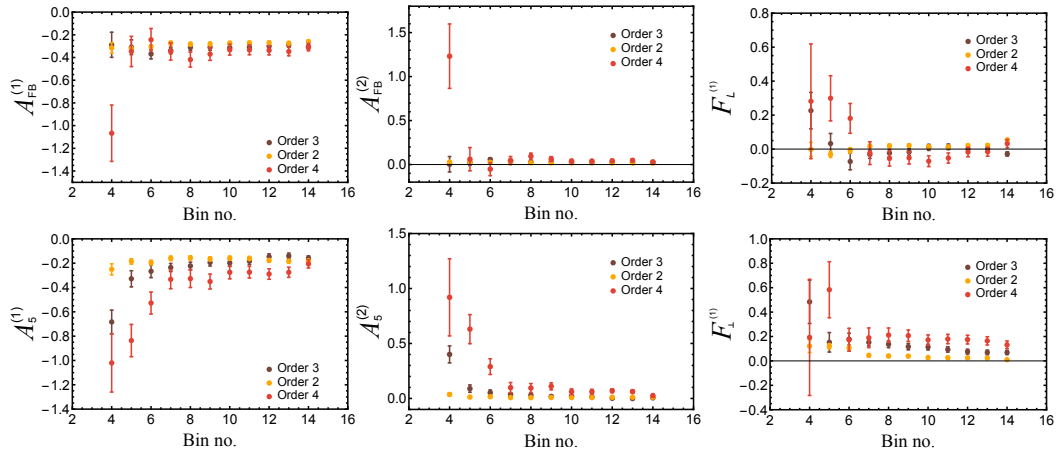 A_FB^(1)
0.0
−0.2
−0.4
−0.6
−0.8
−1.0
−1.2
−1.4
2 4 6 8 10 12 14 16
Bin no.
Order 3
Order 2
Order 4
A_FB^(2)
1.5
1.0
0.5
0.0
2 4 6 8 10 12 14 16
Bin no.
Order 3
Order 2
Order 4
F_L^(1)
0.8
0.6
0.4
0.2
0.0
−0.2
2 4 6 8 10 12 14 16
Bin no.
Order 3
Order 2
Order 4
A_5^(1)
0.0
−0.2
−0.4
−0.6
−0.8
−1.0
−1.2
−1.4
2 4 6 8 10 12 14 16
Bin no.
Order 3
Order 2
Order 4
A_5^(2)
1.5
1.0
0.5
0.0
2 4 6 8 10 12 14 16
Bin no.
Order 3
Order 2
Order 4
F_⊥^(1)
1.0
0.8
0.6
0.4
0.2
0.0
−0.2
−0.4
2 4 6 8 10 12 14 16
Bin no.
Order 3
Order 2
Order 4